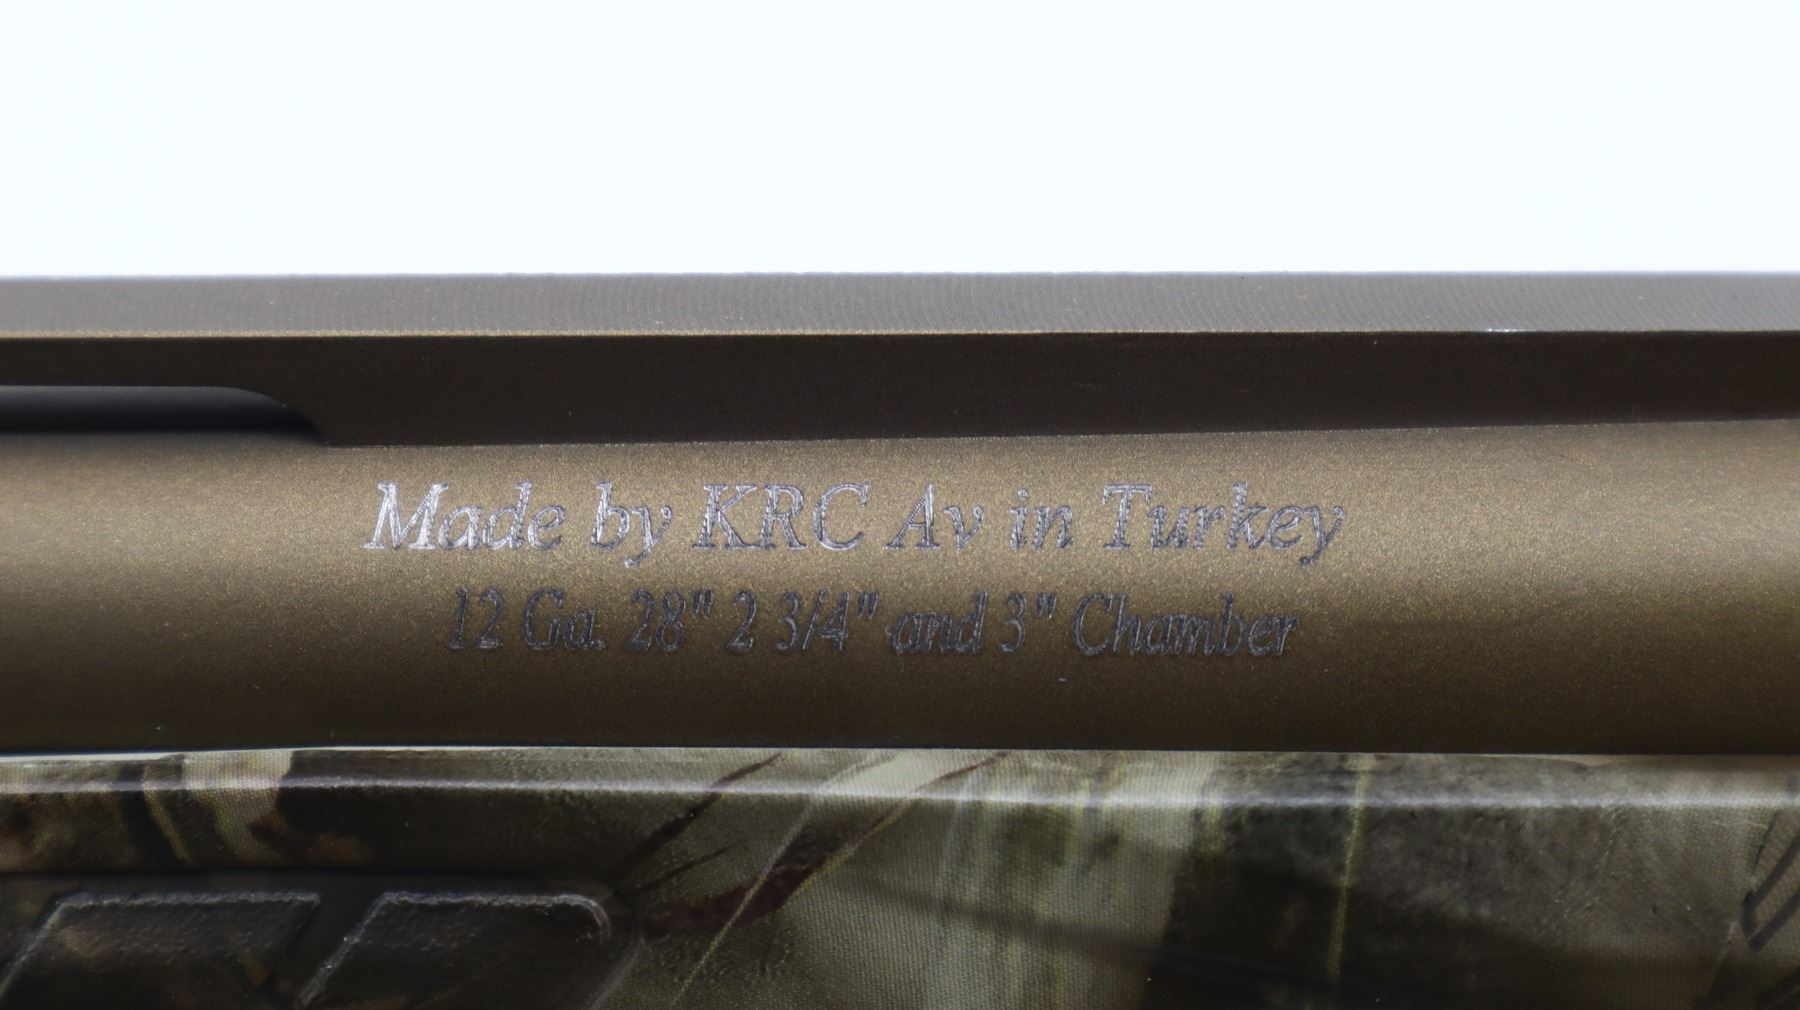 Made by KRC Av in Turkey
12 Ga. 28" 2 3/4" and 3" Chamber